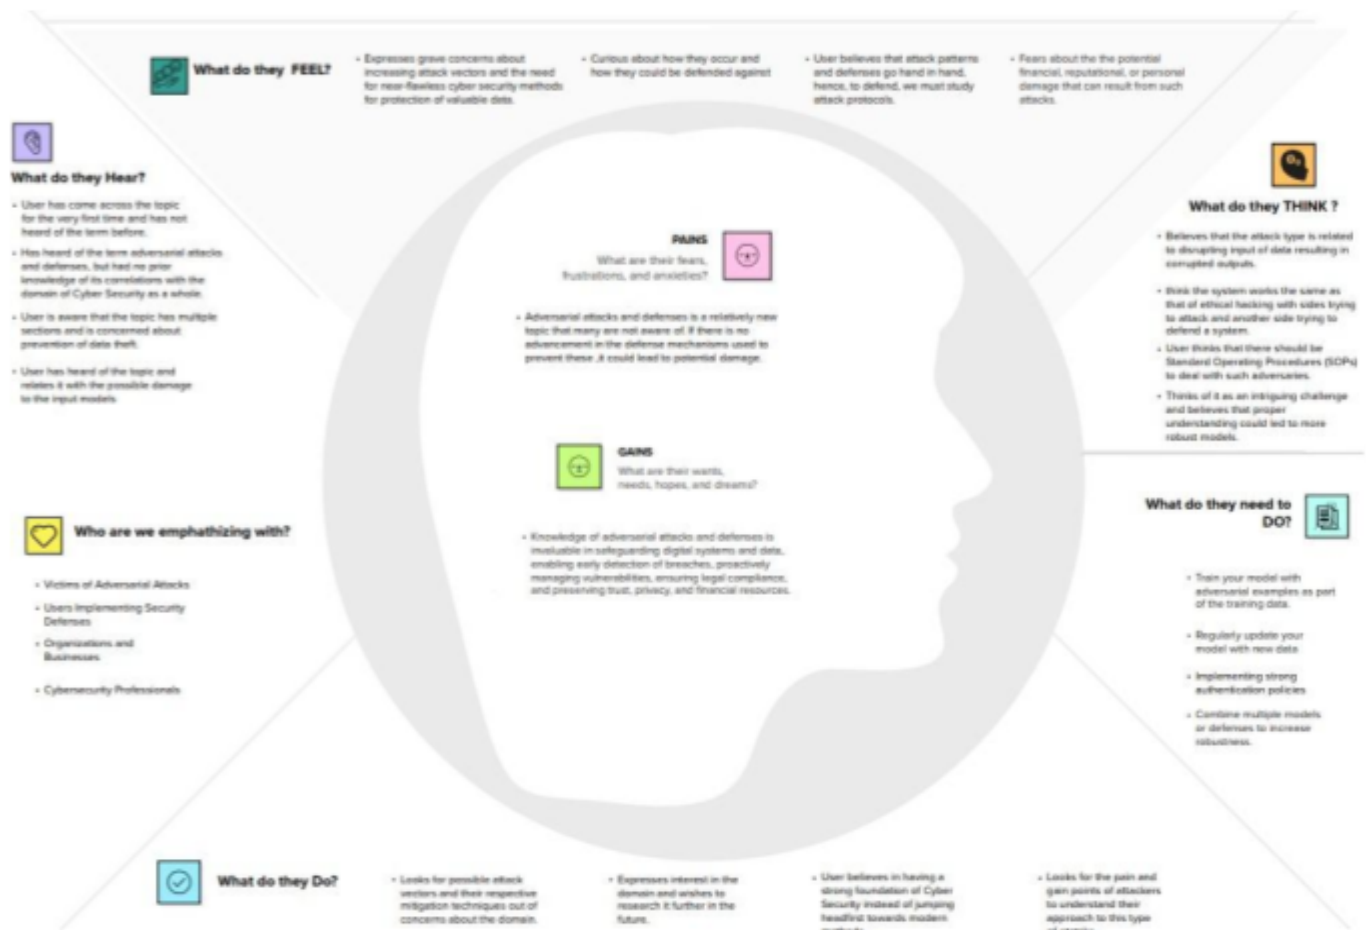 What do they FEEL?
• Expresses grave concerns about
increasing attack vectors and the need
for near-flawless cyber security methods
for protection of valuable data.
• Curious about how they occur and
how they could be defended against
• User believes that attack patterns
and defenses go hand in hand,
hence, to defend, we must study
attack protocols.
• Fears about the the potential
financial, reputational, or personal
damage that can result from such
attacks.
What do they Hear?
• User has come across the topic
for the very first time and has not
heard of the term before.
• Has heard of the term adversarial attacks
and defenses, but had no prior
knowledge of its correlations with the
domain of Cyber Security as a whole.
• User is aware that the topic has multiple
sections and is concerned about
prevention of data theft.
• User has heard of the topic and
relates it with the possible damage
to the input models
What do they THINK ?
• Believes that the attack type is related
to disrupting input of data resulting in
corrupted outputs.
• think the system works the same as
that of ethical hacking with sides trying
to attack and another side trying to
defend a system.
• User thinks that there should be
Standard Operating Procedures (SOPs)
to deal with such adversaries.
• Thinks of it as an intriguing challenge
and believes that proper
understanding could led to more
robust models.
PAINS
What are their fears,
frustrations, and anxieties?
• Adversarial attacks and defenses is a relatively new
topic that many are not aware of. If there is no
advancement in the defense mechanisms used to
prevent these ,it could lead to potential damage.
GAINS
What are their wants,
needs, hopes, and dreams?
• Knowledge of adversarial attacks and defenses is
invaluable in safeguarding digital systems and data,
enabling early detection of breaches, proactively
managing vulnerabilities, ensuring legal compliance,
and preserving trust, privacy, and financial resources.
Who are we emphathizing with?
• Victims of Adversarial Attacks
• Users Implementing Security
Defenses
• Organizations and
Businesses
• Cybersecurity Professionals
What do they need to
DO?
• Train your model with
adversarial examples as part
of the training data.
• Regularly update your
model with new data
• Implementing strong
authentication policies
• Combine multiple models
or defenses to increase
robustness.
What do they Do?
• Looks for possible attack
vectors and their respective
mitigation techniques out of
concerns about the domain.
• Expresses interest in the
domain and wishes to
research it further in the
future.
• User believes in having a
strong foundation of Cyber
Security instead of jumping
headfirst towards modern
• Looks for the pain and
gain points of attackers
to understand their
approach to this type